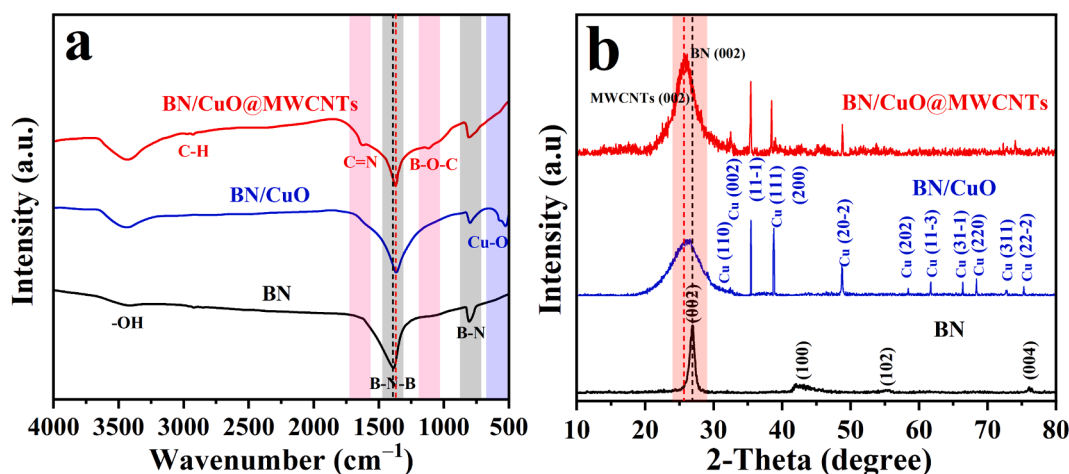 a
BN/CuO@MWCNTs
C-H
C=N
B-O-C
BN/CuO
Cu-O
BN
-OH
B-N
B-N-B
Intensity (a.u.)
4000 3500 3000 2500 2000 1500 1000 500
Wavenumber (cm⁻¹)
b
BN (002)
MWCNTs (002)
BN/CuO@MWCNTs
BN/CuO
Cu (110)
Cu (002)
(11-1)
Cu (111)
(200)
Cu (20-2)
Cu (202)
Cu (11-3)
Cu (31-1)
Cu (220)
Cu (311)
Cu (22-2)
BN
(002)
(100)
(102)
(004)
Intensity (a.u)
10 20 30 40 50 60 70 80
2-Theta (degree)